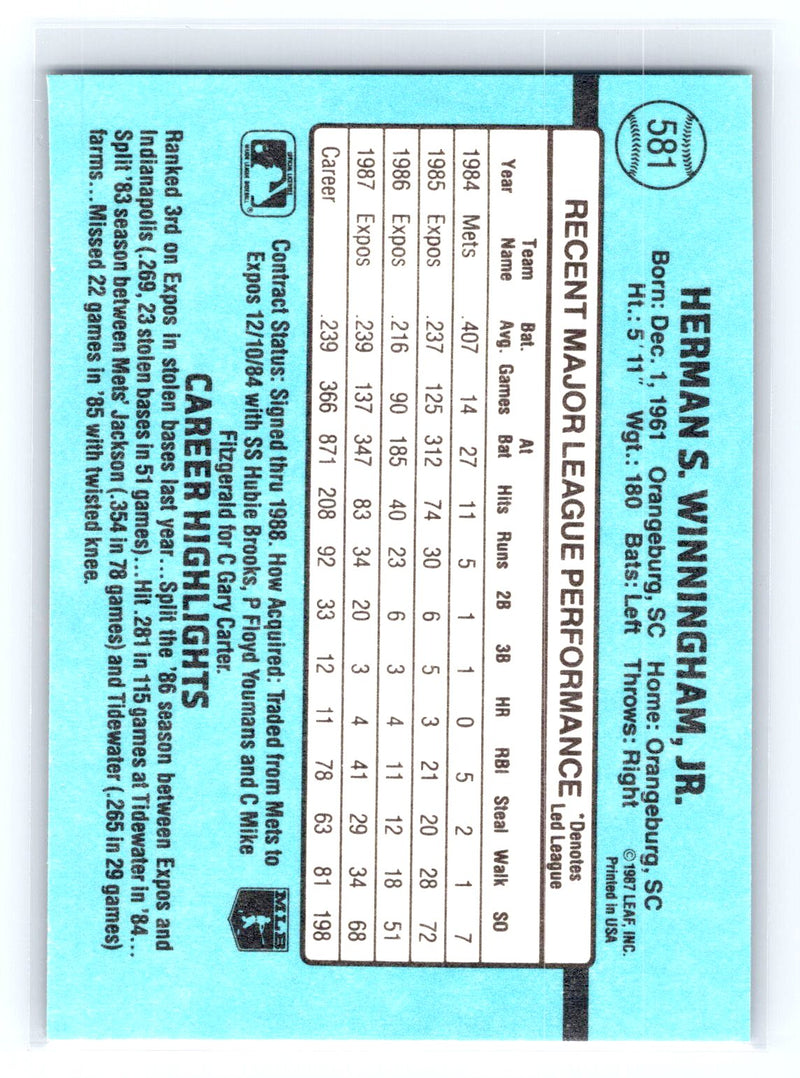 581
HERMAN S. WINNINGHAM, JR.
Born: Dec. 1, 1961 Orangeburg, SC Home: Orangeburg, SC
Ht.: 5' 11" Wgt.: 180 Bats: Left Throws: Right
©1987 LEAF, INC.
Printed in USA
RECENT MAJOR LEAGUE PERFORMANCE *Denotes
Led League
Year Team Name Bat. Avg. Games At Bat Hits Runs 2B 3B HR RBI Steal Walk SO
1984 Mets .407 14 27 11 5 1 1 0 5 2 1 7
1985 Expos .237 125 312 74 30 6 5 3 21 20 28 72
1986 Expos .216 90 185 40 23 6 3 4 11 12 18 51
1987 Expos .239 137 347 83 34 20 3 4 41 29 34 68
Career .239 366 871 208 92 33 12 11 78 63 81 198
OFFICIAL LICENSEE
MAJOR LEAGUE BASEBALL
®
Contract Status: Signed thru 1988. How Acquired: Traded from Mets to
Expos 12/10/84 with SS Hubie Brooks, P Floyd Youmans and C Mike
Fitzgerald for C Gary Carter.
MLB
CAREER HIGHLIGHTS
Ranked 3rd on Expos in stolen bases last year...Split the '86 season between Expos and
Indianapolis (.269, 23 stolen bases in 51 games)...Hit .281 in 115 games at Tidewater in '84...
Split '83 season between Mets' Jackson (.354 in 78 games) and Tidewater (.265 in 29 games)
farms...Missed 22 games in '85 with twisted knee.